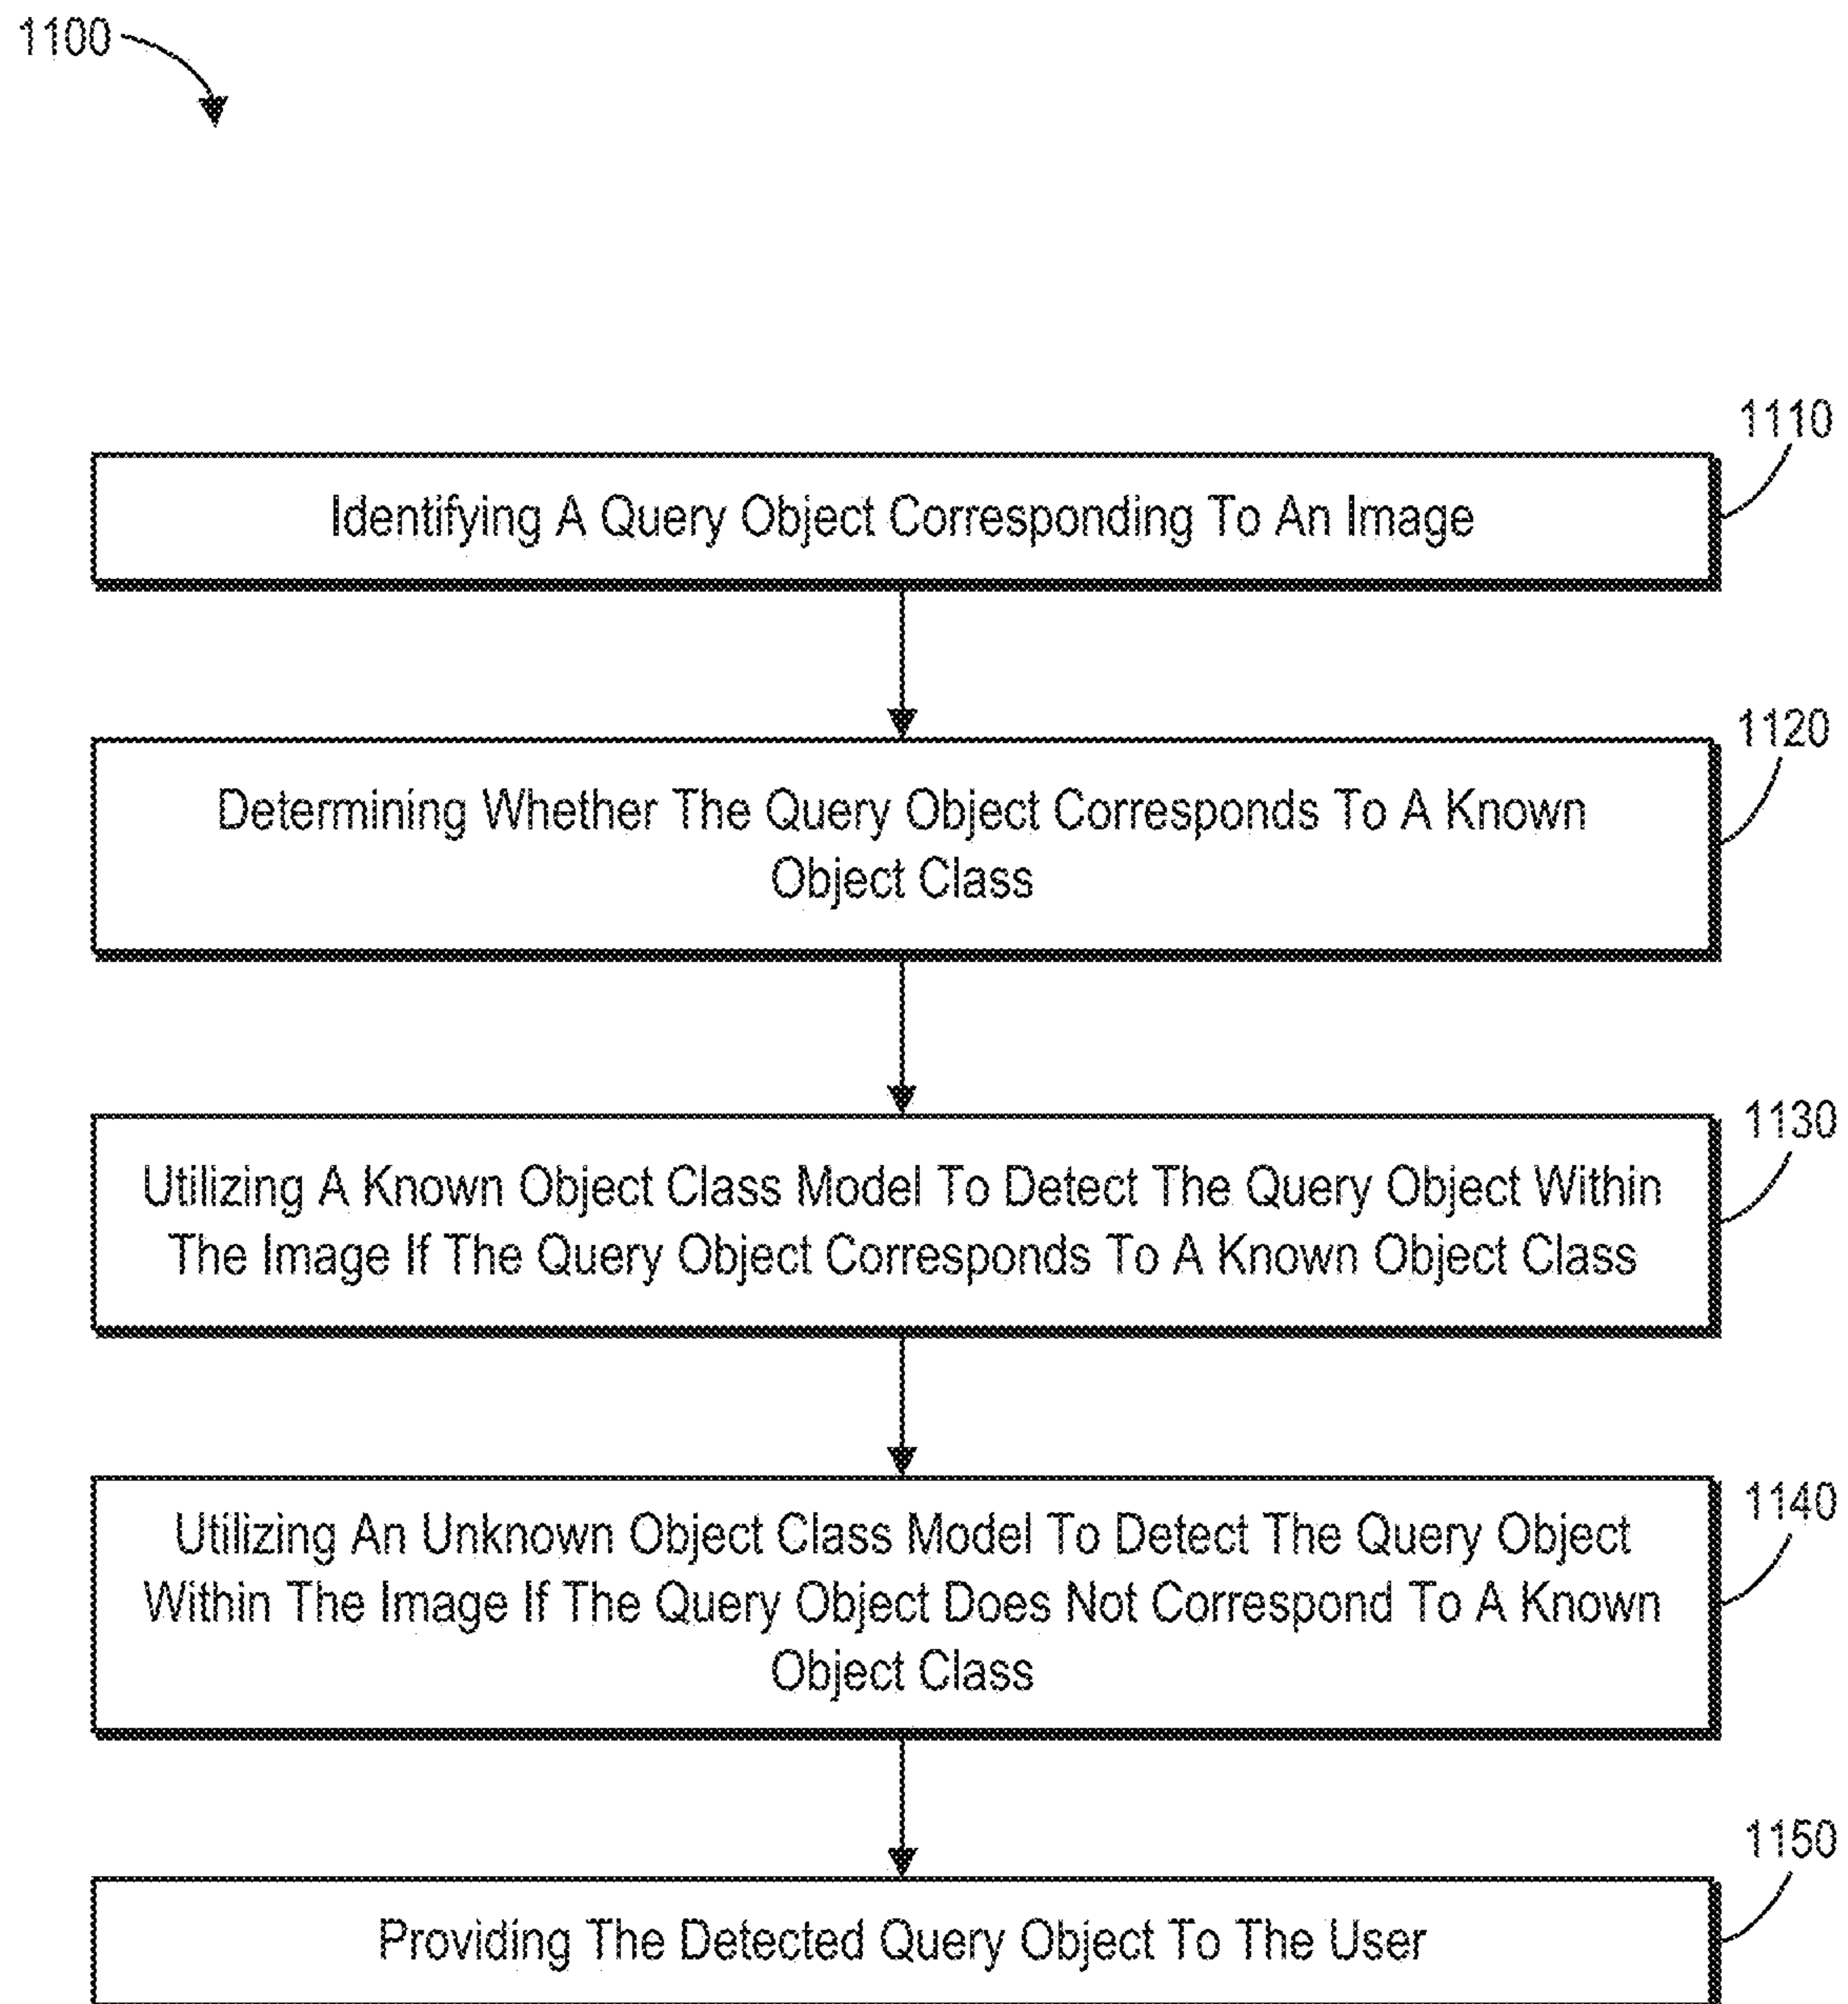 1100
1110
Identifying A Query Object Corresponding To An Image
1120
Determining Whether The Query Object Corresponds To A Known
Object Class
1130
Utilizing A Known Object Class Model To Detect The Query Object Within
The Image If The Query Object Corresponds To A Known Object Class
1140
Utilizing An Unknown Object Class Model To Detect The Query Object
Within The Image If The Query Object Does Not Correspond To A Known
Object Class
1150
Providing The Detected Query Object To The User